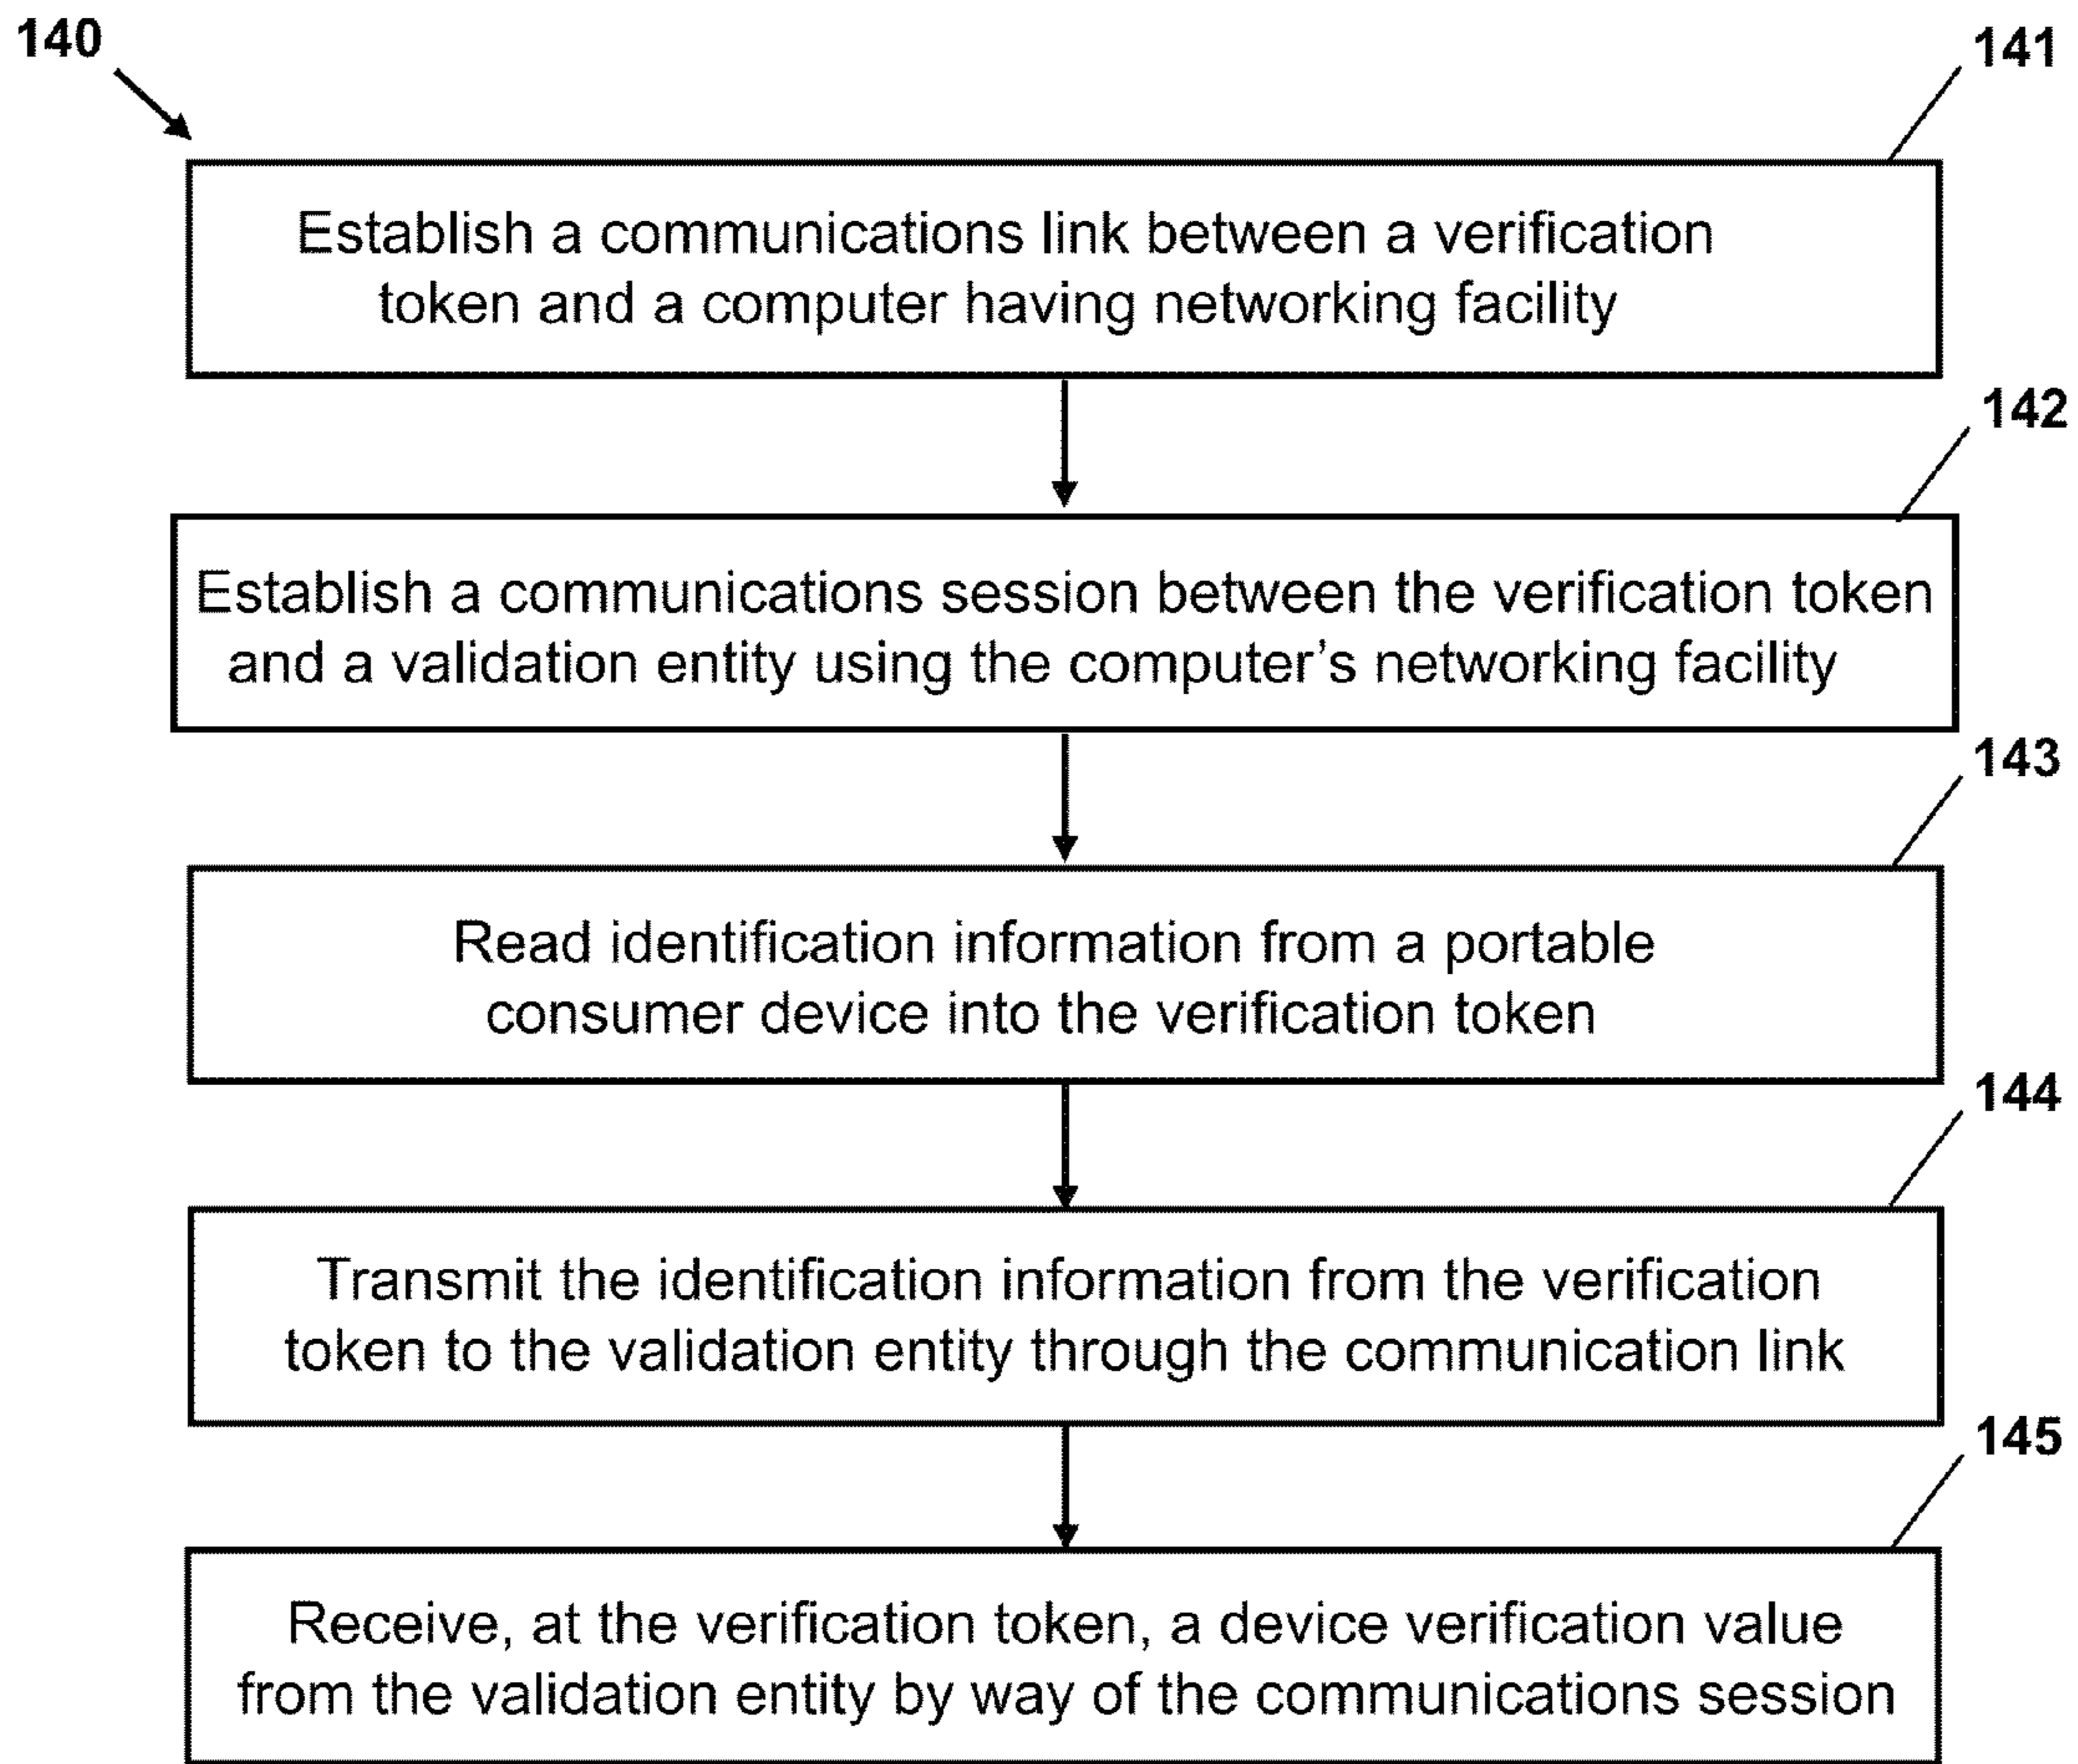 140
141
Establish a communications link between a verification
token and a computer having networking facility
142
Establish a communications session between the verification token
and a validation entity using the computer’s networking facility
143
Read identification information from a portable
consumer device into the verification token
144
Transmit the identification information from the verification
token to the validation entity through the communication link
145
Receive, at the verification token, a device verification value
from the validation entity by way of the communications session